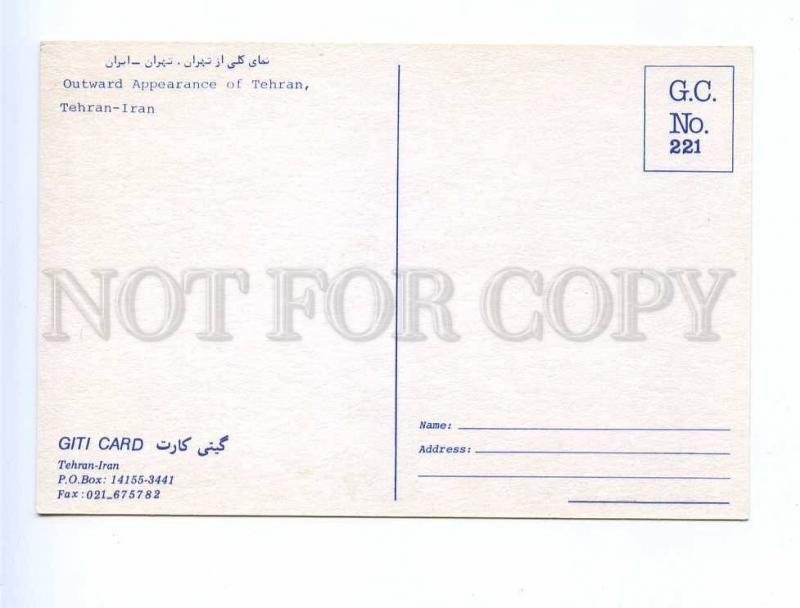 نمای کلی از تهران . تهران ــ ایران
Outward Appearance of Tehran,
Tehran-Iran
G.C.
No.
221
NOT FOR COPY
Name:
Address:
GITI CARD گیتی کارت
Tehran-Iran
P.O.Box: 14155-3441
Fax:021_675782